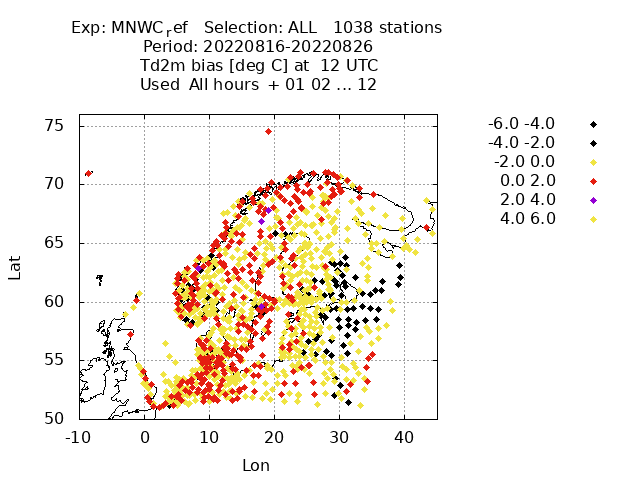 Exp: MNWCref   Selection: ALL   1038 stations
Period: 20220816-20220826
Td2m bias [deg C] at  12 UTC
Used  All hours  + 01 02 ... 12
-6.0 -4.0
-4.0 -2.0
-2.0 0.0
0.0 2.0
2.0 4.0
4.0 6.0
75
70
65
60
55
50
Lat
-10 0 10 20 30 40
Lon